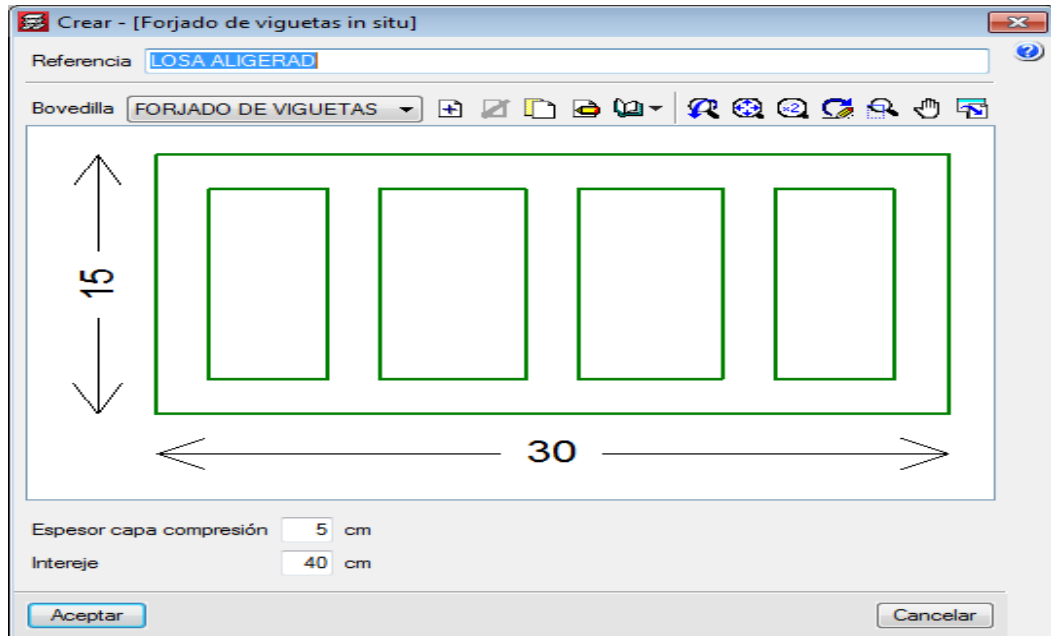 Crear - [Forjado de viguetas in situ]
Referencia LOSA ALIGERAD
Bovedilla FORJADO DE VIGUETAS
15
30
Espesor capa compresión 5 cm
Intereje 40 cm
Aceptar Cancelar